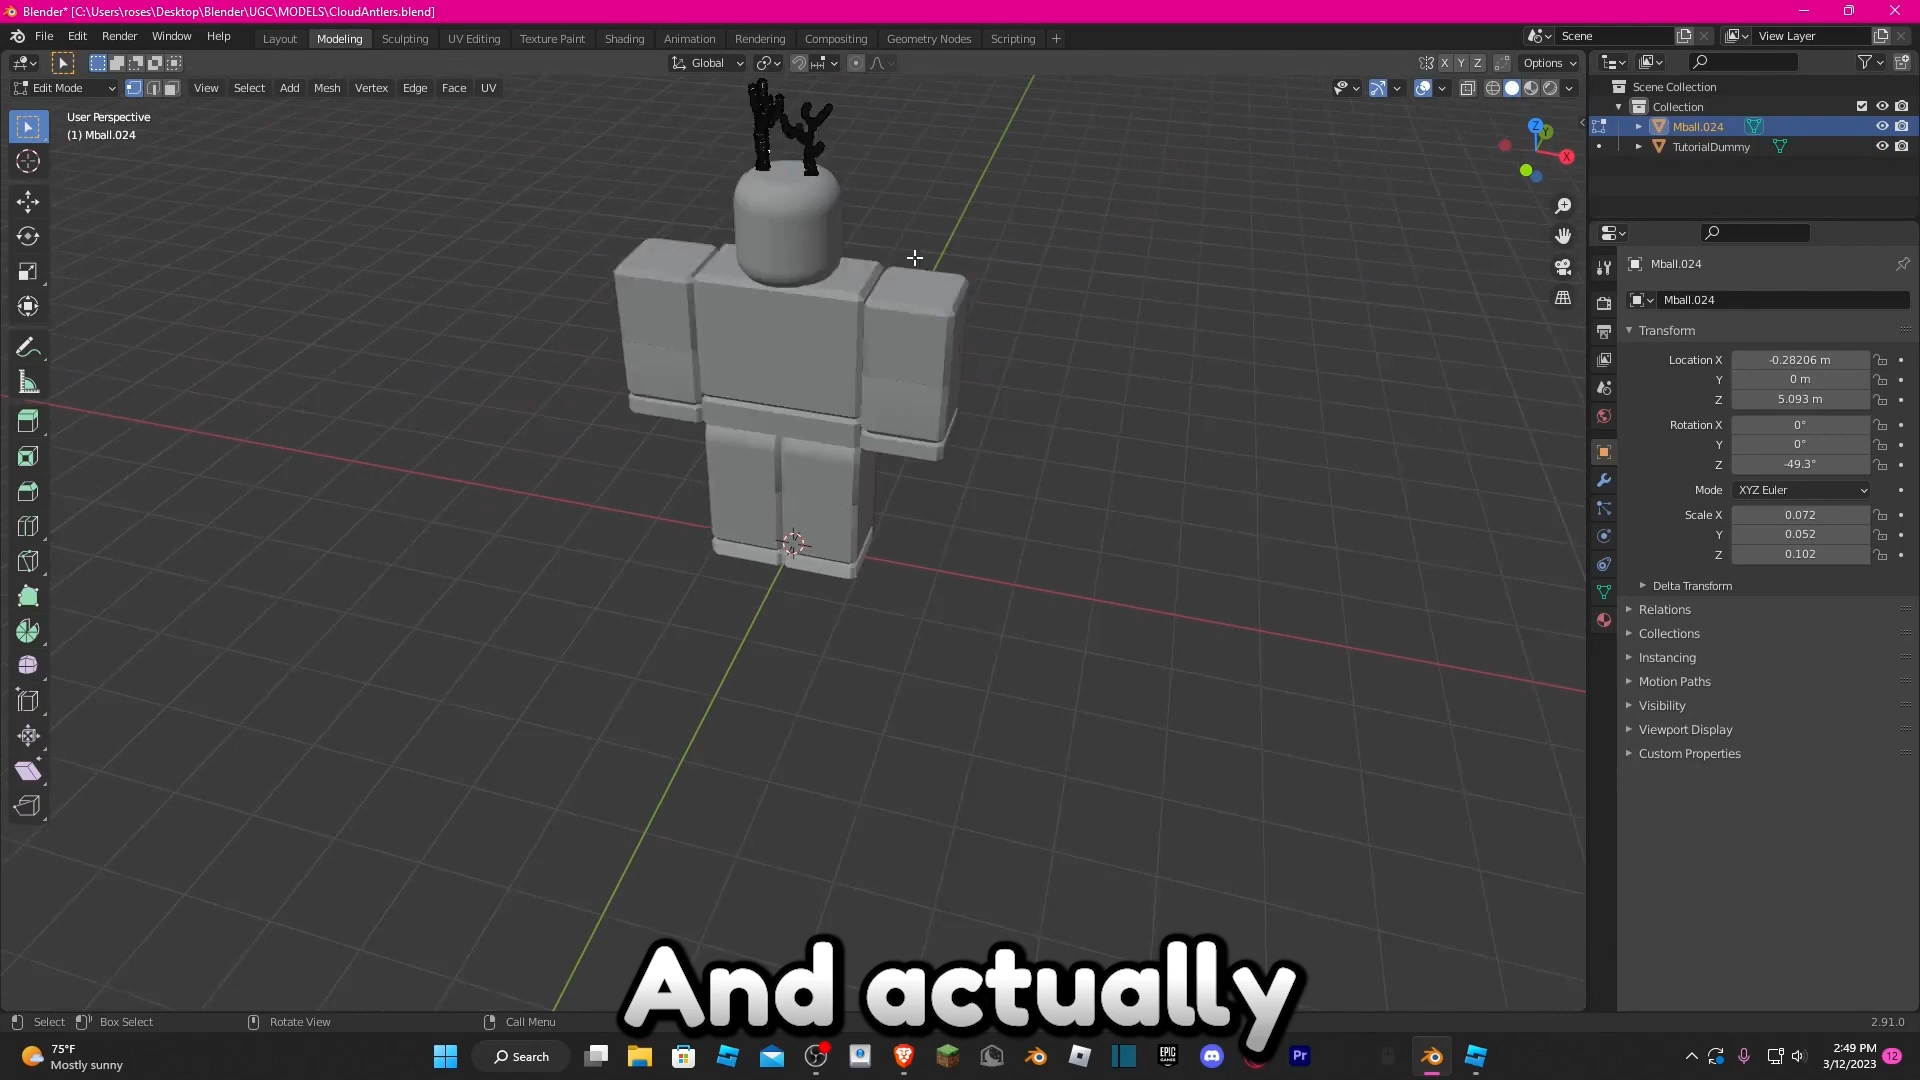 Blender* [C:\Users\roses\Desktop\Blender\UGC\MODELS\CloudAntlers.blend]
File Edit Render Window Help Layout Modeling Sculpting UV Editing Texture Paint Shading Animation Rendering Compositing Geometry Nodes Scripting + Scene View Layer
Global X Y Z Options
Edit Mode View Select Add Mesh Vertex Edge Face UV
User Perspective
(1) Mball.024
Z
Y
X
Scene Collection
Collection
Mball.024
TutorialDummy
Mball.024
Mball.024
Transform
Location X -0.28206 m
Y 0 m
Z 5.093 m
Rotation X 0°
Y 0°
Z -49.3°
Mode XYZ Euler
Scale X 0.072
Y 0.052
Z 0.102
Delta Transform
Relations
Collections
Instancing
Motion Paths
Visibility
Viewport Display
Custom Properties
And actually
Select Box Select Rotate View Call Menu 2.91.0
75°F
Mostly sunny
Search
EPIC
GAMES
Pr
2:49 PM
3/12/2023
12